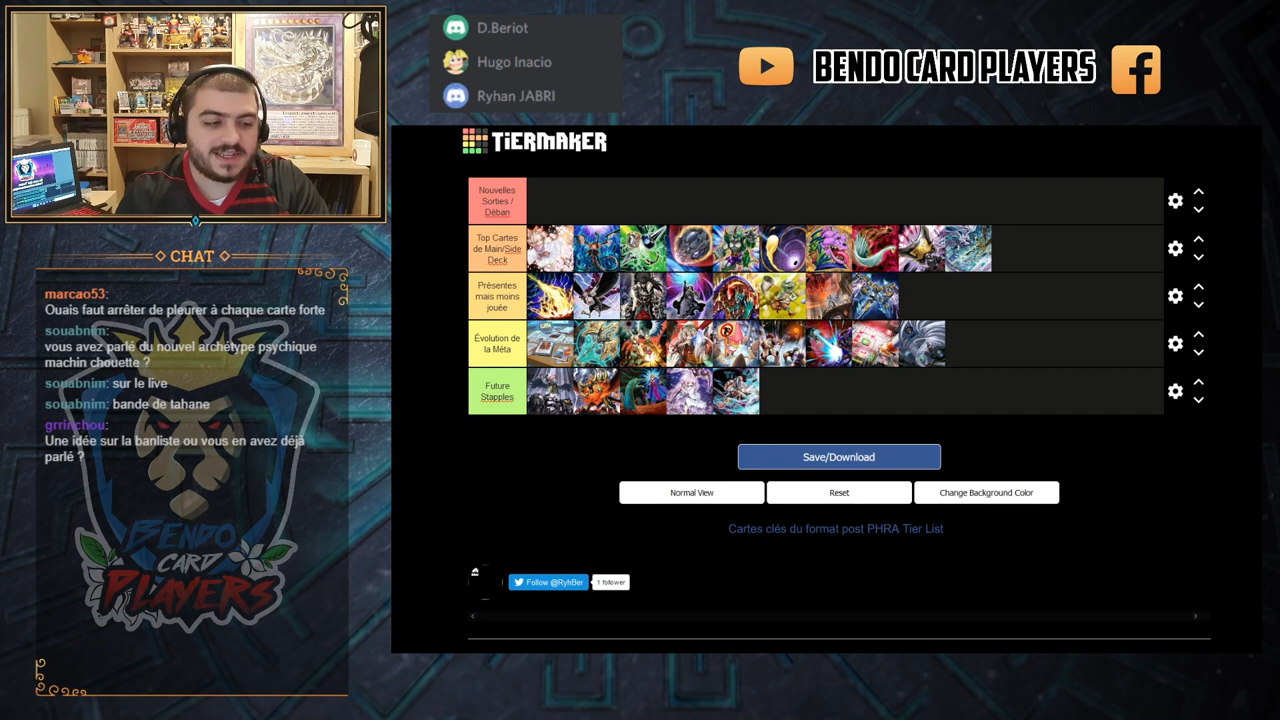 D.Beriot
Hugo Inacio
Ryhan JABRI
BENDO CARD PLAYERS
TIERMAKER
Nouvelles
Sorties /
Déban
Top Cartes
de Main/Side
Deck
Présentes
mais moins
jouée
Évolution de
la Méta
Future
Stapples
Save/Download
Normal View
Reset
Change Background Color
Cartes clés du format post PHRA Tier List
Follow @RyhBer
1 follower
CHAT
marcao53:
Ouais faut arrêter de pleurer à chaque carte forte
souabnim:
vous avez parlé du nouvel archétype psychique
machin chouette ?
souabnim: sur le live
souabnim: bande de tahane
grrinchou:
Une idée sur la banliste ou vous en avez déjà
parlé ?
BENDO
CARD
PLAYERS